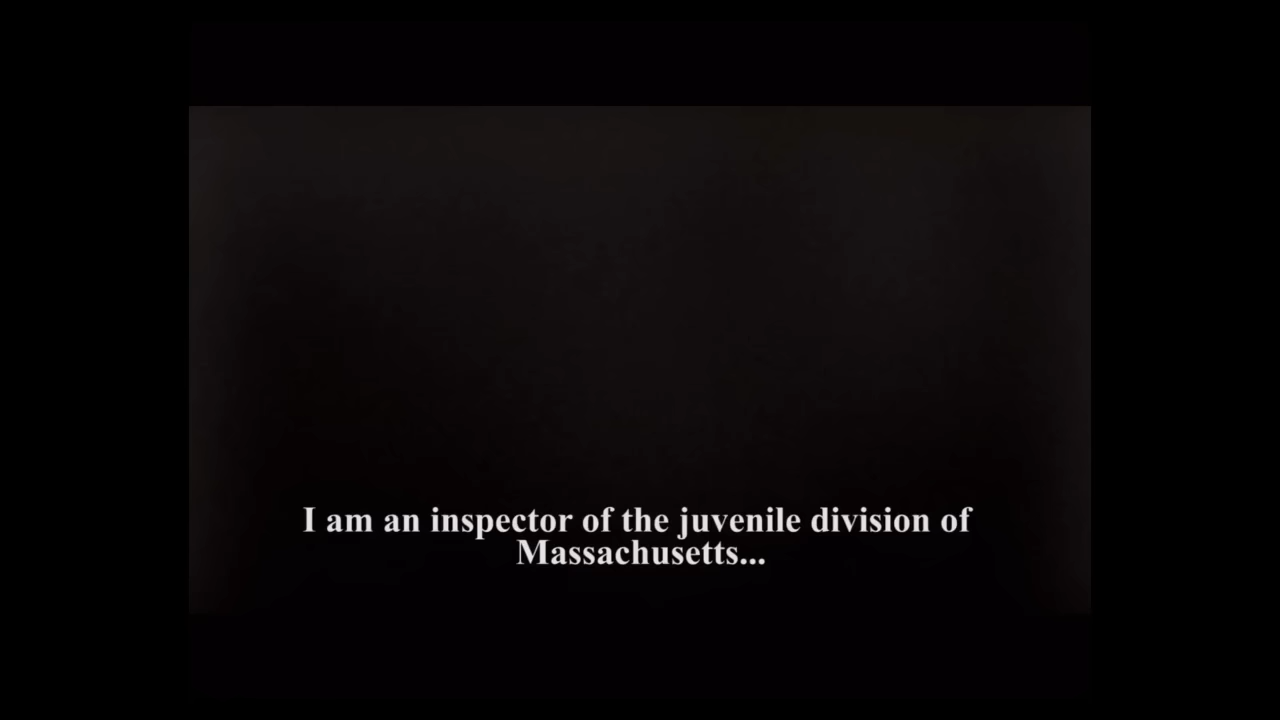 I am an inspector of the juvenile division of
Massachusetts...